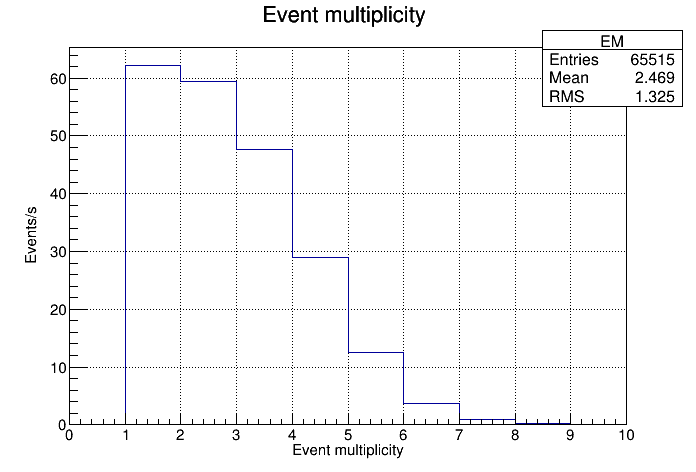 Event multiplicity
EM
Entries 65515
Mean 2.469
RMS 1.325
60
50
40
30
20
10
0
Events/s
0 1 2 3 4 5 6 7 8 9 10
Event multiplicity